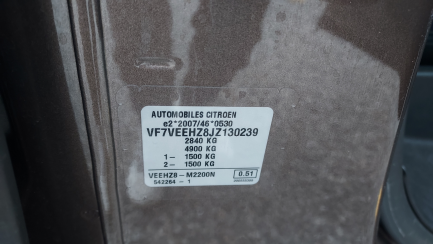 AUTOMOBILES CITROEN
e2*2007/46*0530
VF7VEEHZ8JZ130239
2840 KG
4900 KG
1- 1500 KG
2- 1500 KG
VEEHZ8-M2200N 0.51
542264-1